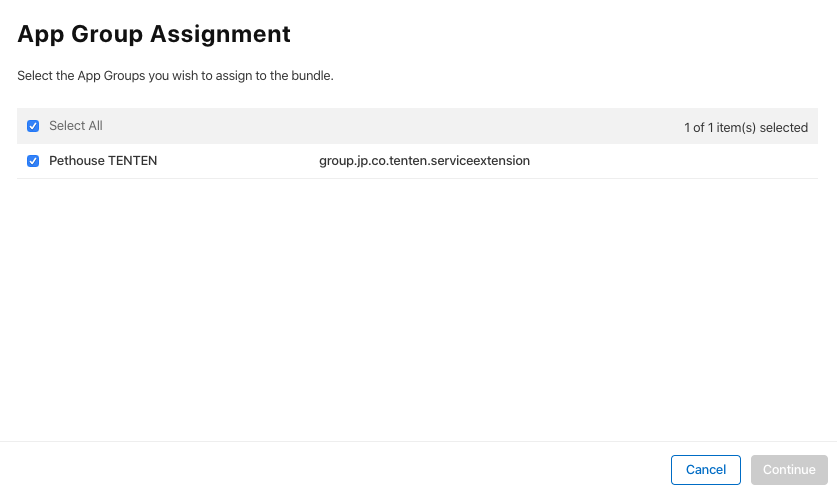 App Group Assignment
Select the App Groups you wish to assign to the bundle.
Select All 1 of 1 item(s) selected
Pethouse TENTEN group.jp.co.tenten.serviceextension
Cancel Continue